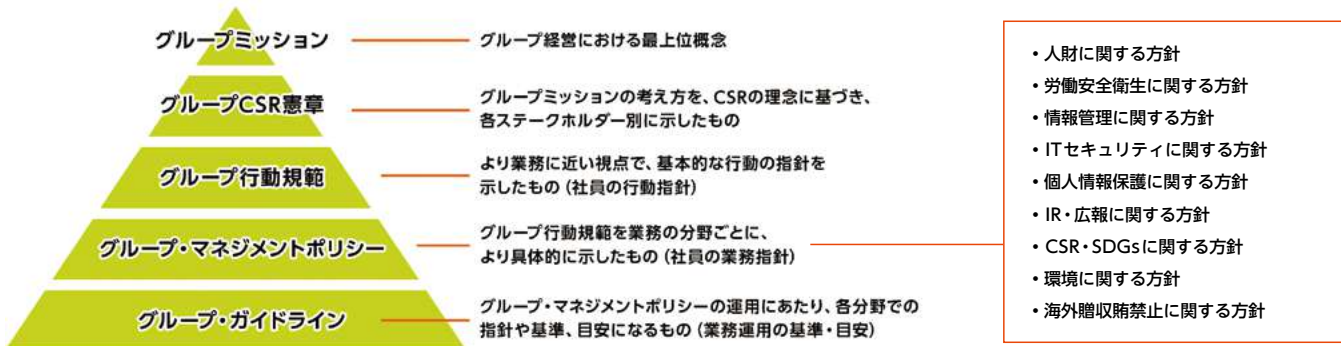 グループミッション
グループ経営における最上位概念
グループCSR憲章
グループミッションの考え方を、CSRの理念に基づき、
各ステークホルダー別に示したもの
グループ行動規範
より業務に近い視点で、基本的な行動の指針を
示したもの（社員の行動指針）
グループ・マネジメントポリシー
グループ行動規範を業務の分野ごとに、
より具体的に示したもの（社員の業務指針）
グループ・ガイドライン
グループ・マネジメントポリシーの運用にあたり、各分野での
指針や基準、目安になるもの（業務運用の基準・目安）
・人財に関する方針
・労働安全衛生に関する方針
・情報管理に関する方針
・ITセキュリティに関する方針
・個人情報保護に関する方針
・IR・広報に関する方針
・CSR・SDGsに関する方針
・環境に関する方針
・海外贈収賄禁止に関する方針